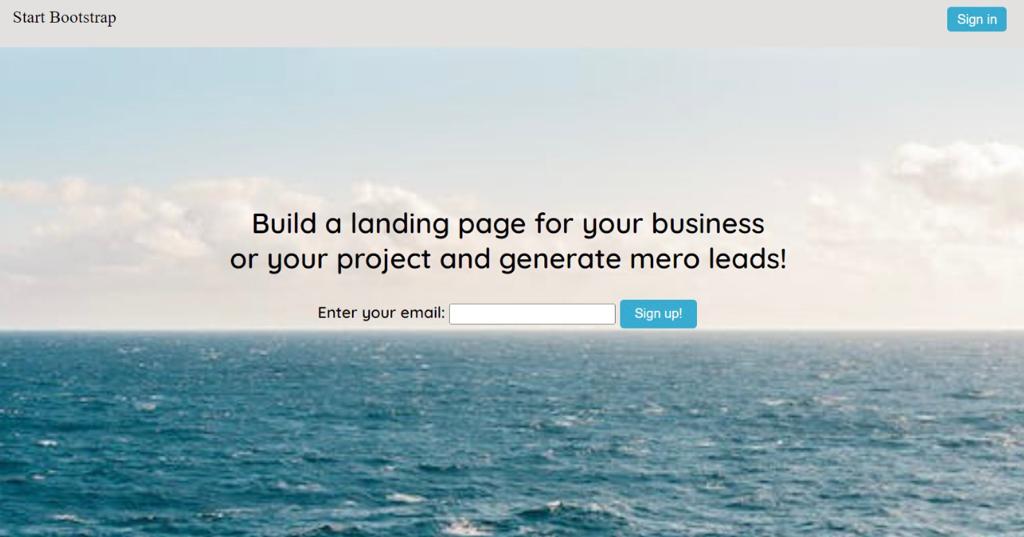 Start Bootstrap
Sign in
Build a landing page for your business
or your project and generate mero leads!
Enter your email:
Sign up!